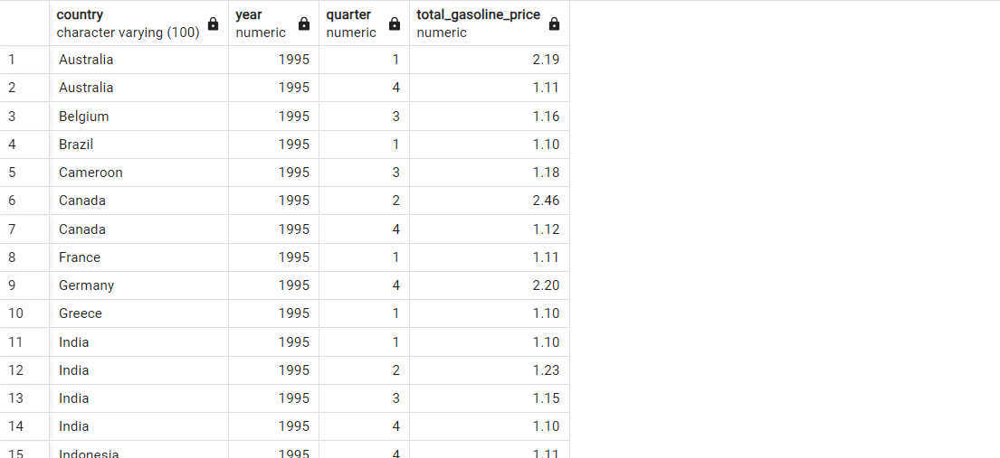 country year quarter total_gasoline_price
character varying (100) numeric numeric numeric
1 Australia 1995 1 2.19
2 Australia 1995 4 1.11
3 Belgium 1995 3 1.16
4 Brazil 1995 1 1.10
5 Cameroon 1995 3 1.18
6 Canada 1995 2 2.46
7 Canada 1995 4 1.12
8 France 1995 1 1.11
9 Germany 1995 4 2.20
10 Greece 1995 1 1.10
11 India 1995 1 1.10
12 India 1995 2 1.23
13 India 1995 3 1.15
14 India 1995 4 1.10
15 Indonesia 1995 4 1.11